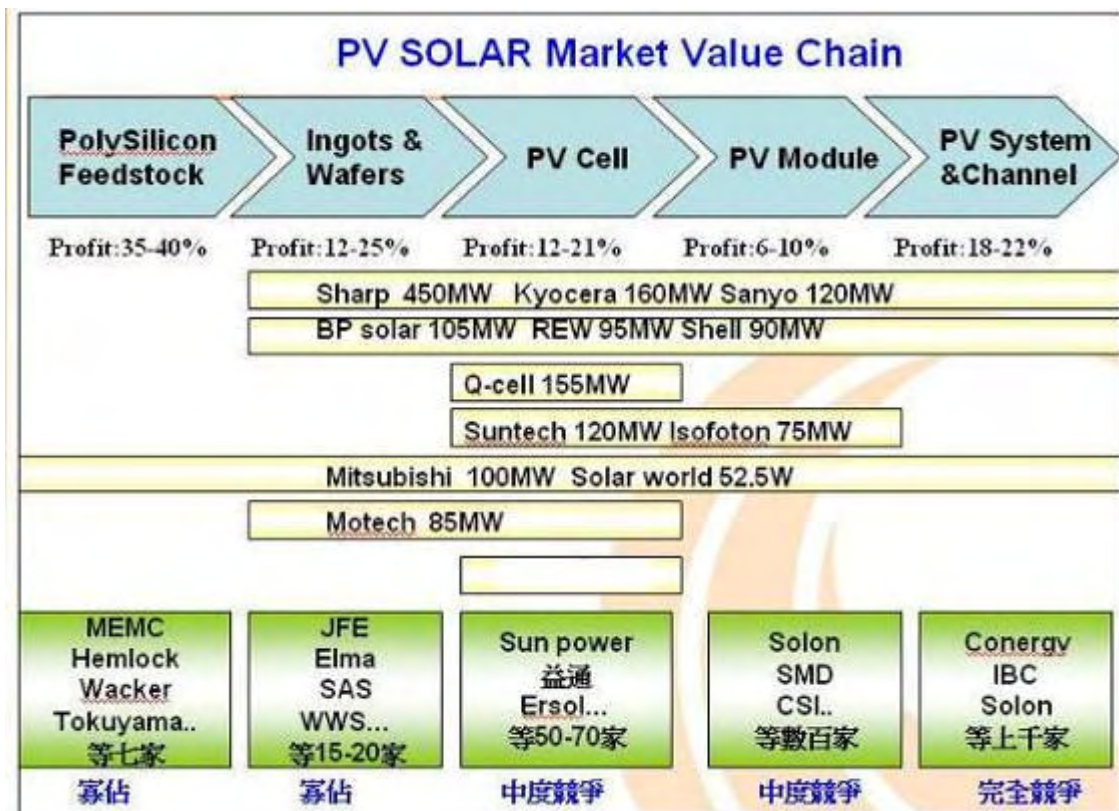 PV SOLAR Market Value Chain
PolySilicon
Feedstock
Ingots &
Wafers
PV Cell
PV Module
PV System
&Channel
Profit:35-40%
Profit:12-25%
Profit:12-21%
Profit:6-10%
Profit:18-22%
Sharp 450MW Kyocera 160MW Sanyo 120MW
BP solar 105MW REW 95MW Shell 90MW
Q-cell 155MW
Suntech 120MW Isofoton 75MW
Mitsubishi 100MW Solar world 52.5W
Motech 85MW
MEMC
Hemlock
Wacker
Tokuyama..
等七家
JFE
Elma
SAS
WWS...
等15-20家
Sun power
益通
Ersol...
等50-70家
Solon
SMD
CSI..
等數百家
Conergy
IBC
Solon
等上千家
寡佔
寡佔
中度競爭
中度競爭
完全競爭